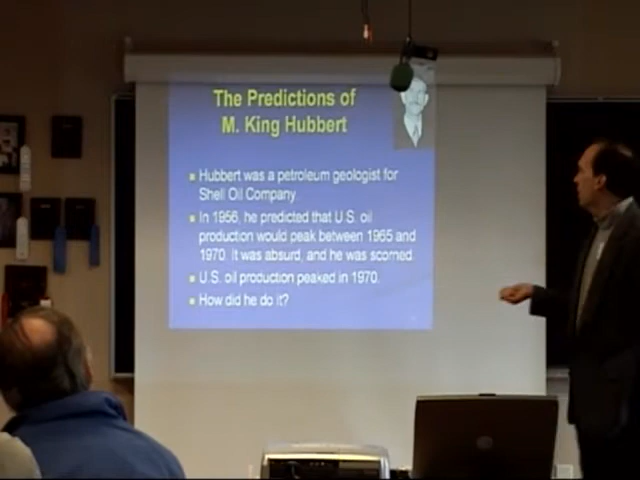 The Predictions of
M. King Hubbert
Hubbert was a petroleum geologist for
Shell Oil Company.
In 1956, he predicted that U.S. oil
production would peak between 1965 and
1970. It was absurd, and he was scorned.
U.S. oil production peaked in 1970.
How did he do it?